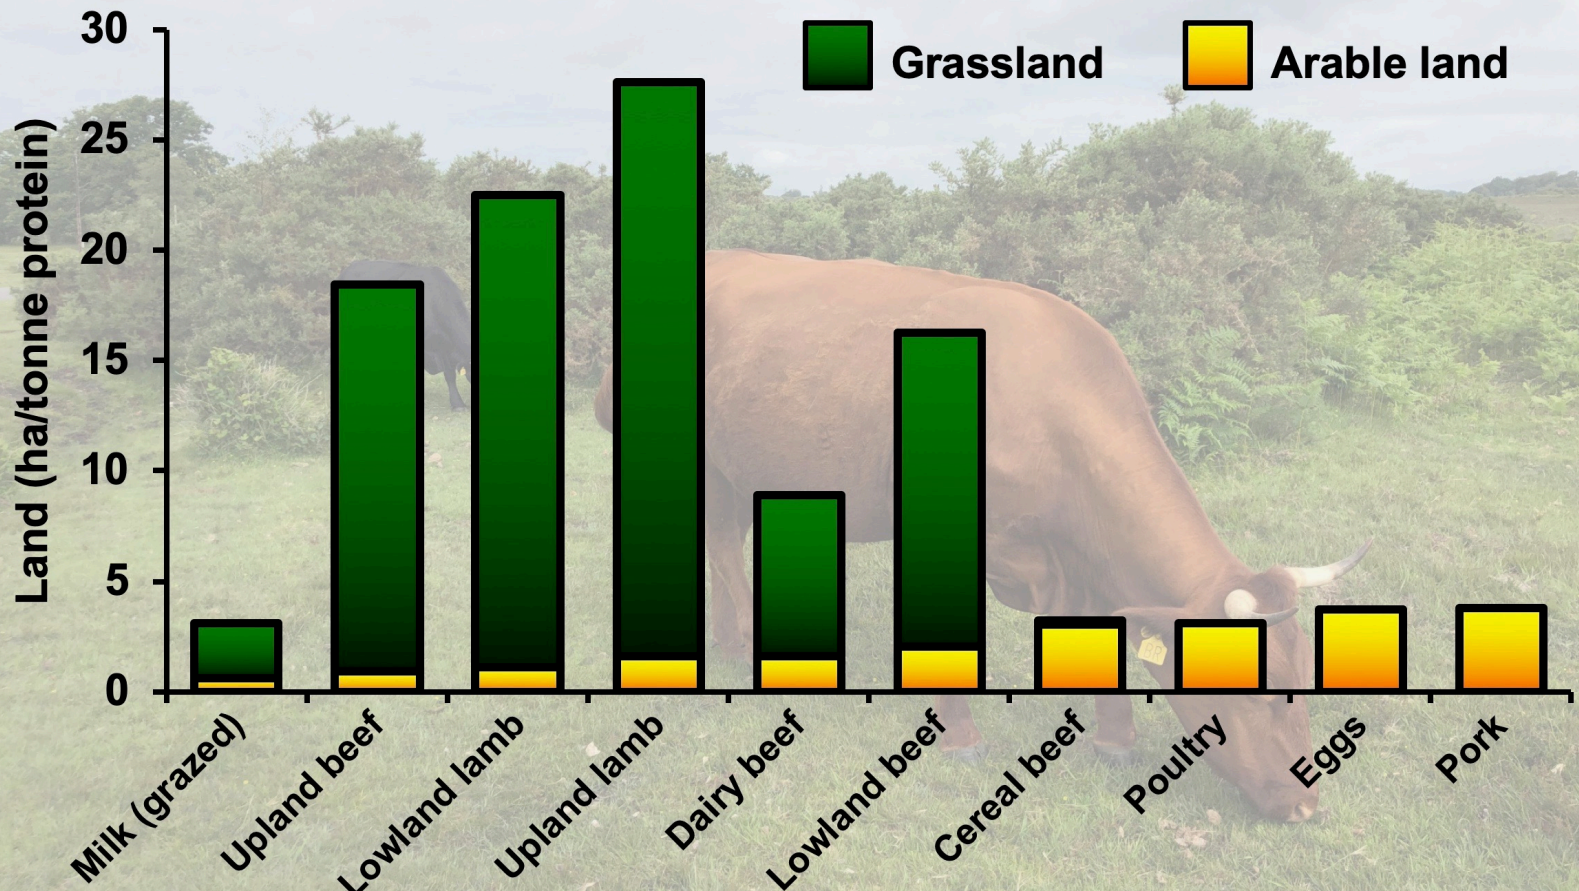 Grassland
Arable land
Land (ha/tonne protein)
30
25
20
15
10
5
0
Milk (grazed)
Upland beef
Lowland lamb
Upland lamb
Dairy beef
Lowland beef
Cereal beef
Poultry
Eggs
Pork